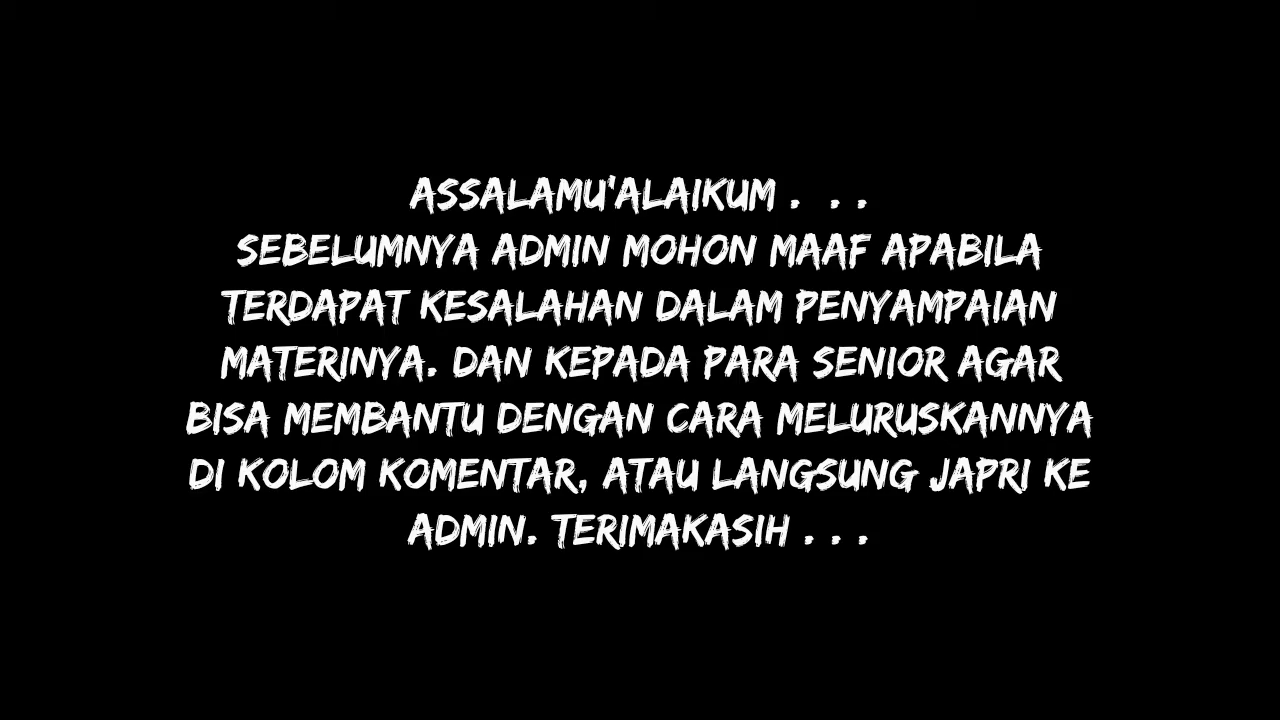 ASSALAMU'ALAIKUM . . .
SEBELUMNYA ADMIN MOHON MAAF APABILA
TERDAPAT KESALAHAN DALAM PENYAMPAIAN
MATERINYA. DAN KEPADA PARA SENIOR AGAR
BISA MEMBANTU DENGAN CARA MELURUSKANNYA
DI KOLOM KOMENTAR, ATAU LANGSUNG JAPRI KE
ADMIN. TERIMAKASIH . . .